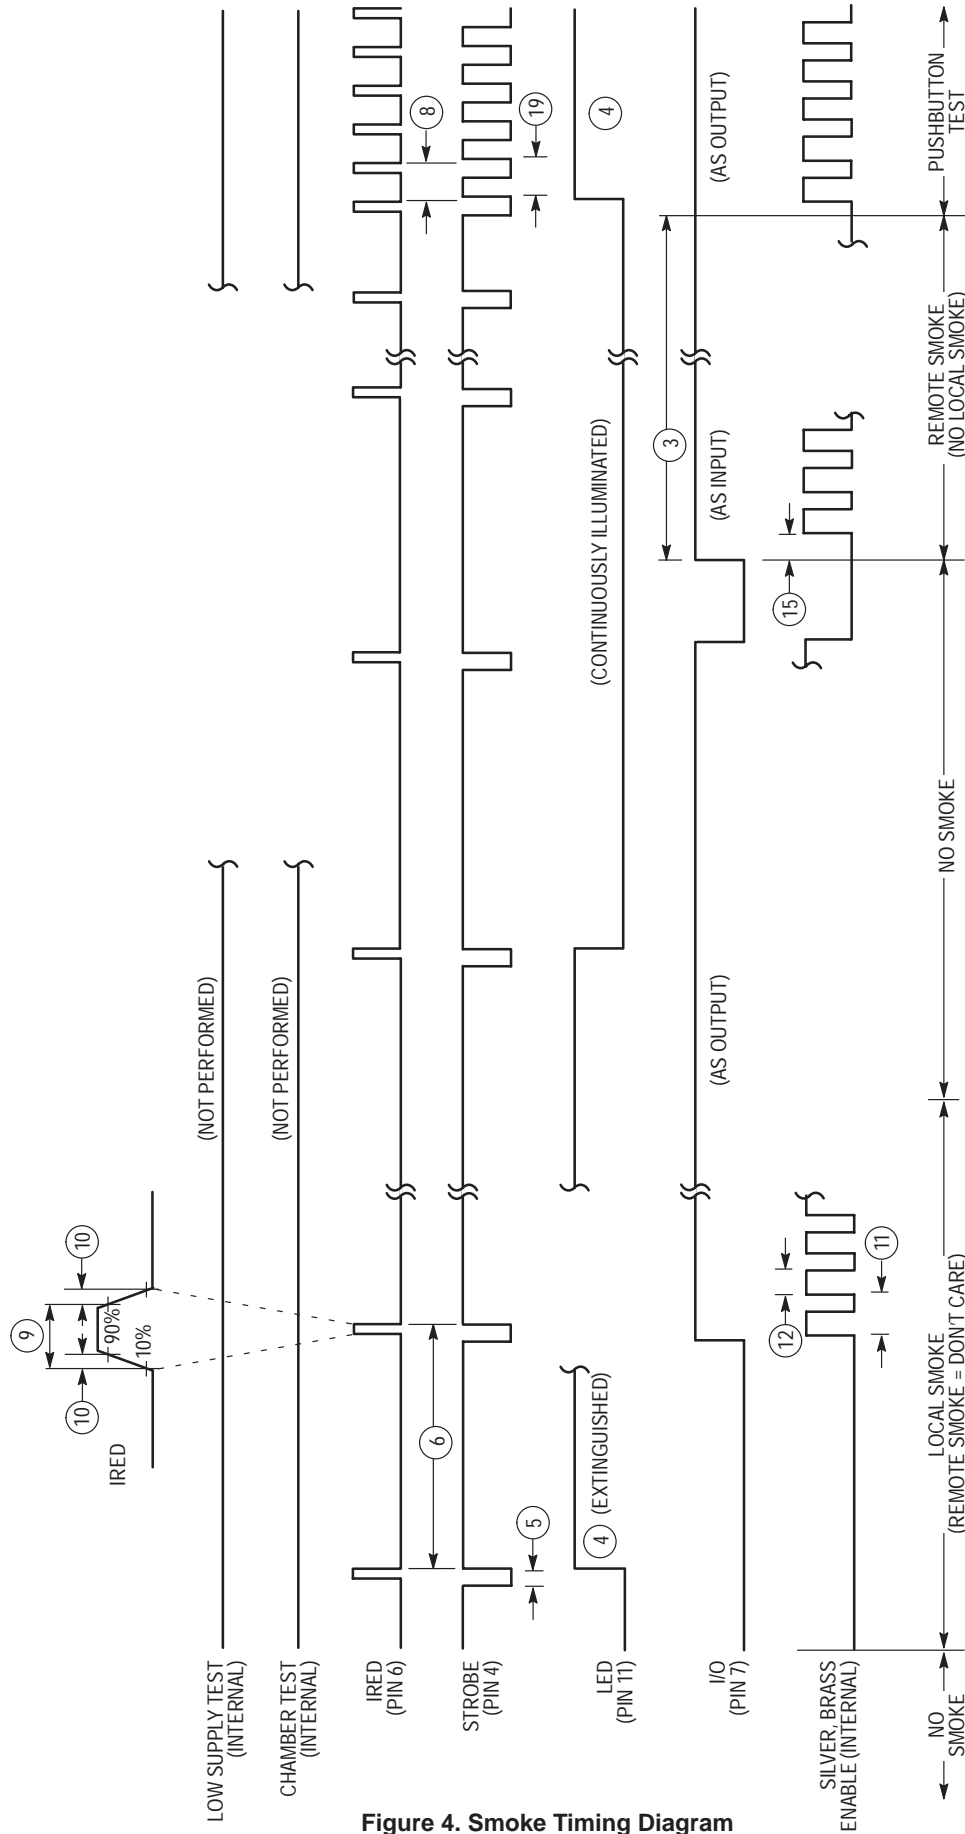 IRED
10
9
10
90%
10%
LOW SUPPLY TEST
(INTERNAL)
(NOT PERFORMED)
CHAMBER TEST
(INTERNAL)
(NOT PERFORMED)
IRED
(PIN 6)
6
8
STROBE
(PIN 4)
5
19
LED
(PIN 11)
4
(EXTINGUISHED)
(CONTINUOUSLY ILLUMINATED)
4
I/O
(PIN 7)
(AS OUTPUT)
3
(AS INPUT)
(AS OUTPUT)
SILVER, BRASS
ENABLE (INTERNAL)
12
11
15
NO
SMOKE
LOCAL SMOKE
(REMOTE SMOKE = DON'T CARE)
NO SMOKE
REMOTE SMOKE
(NO LOCAL SMOKE)
PUSHBUTTON
TEST
Figure 4. Smoke Timing Diagram